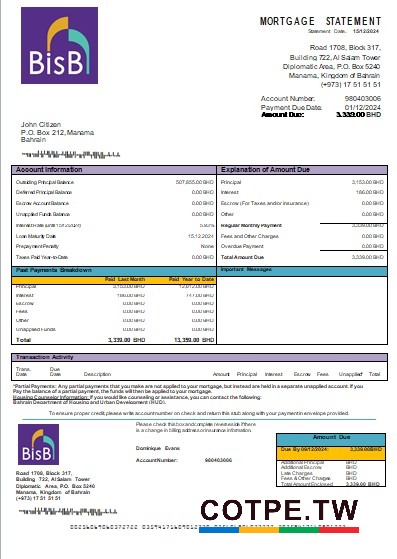 BisB
MORTGAGE STATEMENT
Statement Date, 15/12/2024
Road 1708, Block 317,
Building 722, Al Salam Tower
Diplomatic Area, P.O. Box 5240
Manama, Kingdom of Bahrain
(+973) 17 51 51 51
Account Number: 980403006
Payment Due Date: 01/12/2024
Amount Due: 3,339.00 BHD
John Citizen
P.O. Box 212, Manama
Bahrain
Account Information
Outstanding Principal Balance 507,855.00 BHD
Deferred Principal Balance 0.00 BHD
Escrow Account Balance 0.00 BHD
Unapplied Funds Balance 0.00 BHD
Loan Maturity Date 15.12.2024
Prepayment Penalty None
Taxes Paid Year-to-Date 0.00 BHD
Explanation of Amount Due
Principal 3,153.00 BHD
Interest 186.00 BHD
Escrow (For Taxes and/or insurance) 0.00 BHD
Other 0.00 BHD
Regular Monthly Payment 3,339.00 BHD
Fees and Other Charges 0.00 BHD
Overdue Payment 0.00 BHD
Total Amount Due 3,339.00 BHD
Past Payments Breakdown
Paid Last Month Paid Year to Date
Principal 3,153.00 BHD 12,612.00 BHD
Interest 186.00 BHD 747.00 BHD
Escrow 0.00 BHD 0.00 BHD
Fees 0.00 BHD 0.00 BHD
Other 0.00 BHD 0.00 BHD
Unapplied Funds 0.00 BHD 0.00 BHD
Total 3,339.00 BHD 13,359.00 BHD
Important Messages
Transaction Activity
Trans. Date Due Date Description Amount Principal Interest Escrow Fees Unapplied Total
*Partial Payments: Any partial payments that you make are not applied to your mortgage, but instead are held in a separate unapplied account. If you
Pay the balance of a partial payment, the funds will then be applied to your mortgage.
Housing Counselor Information: If you would like counseling or assistance, you can contact the following:
Bahrain Department of Housing and Urban Development (HUD).
To ensure proper credit, please write account number on check and return this stub along with your payment in envelope provided.
BisB
Road 1708, Block 317,
Building 722, Al Salam Tower
Diplomatic Area, P.O. Box 5240
Manama, Kingdom of Bahrain
(+973) 17 51 51 51
Please check this box and complete reverse side if there
is a change in billing address or insurance information.
Dominique Evans
Account Number: 980403006
Amount Due
Due By 09/12/2024: 3,339.00BHD
Additional Principal BHD
Additional Escrow BHD
Late Charges BHD
Fees & Other Charges BHD
Total Amount Enclosed BHD
COTPE.TW